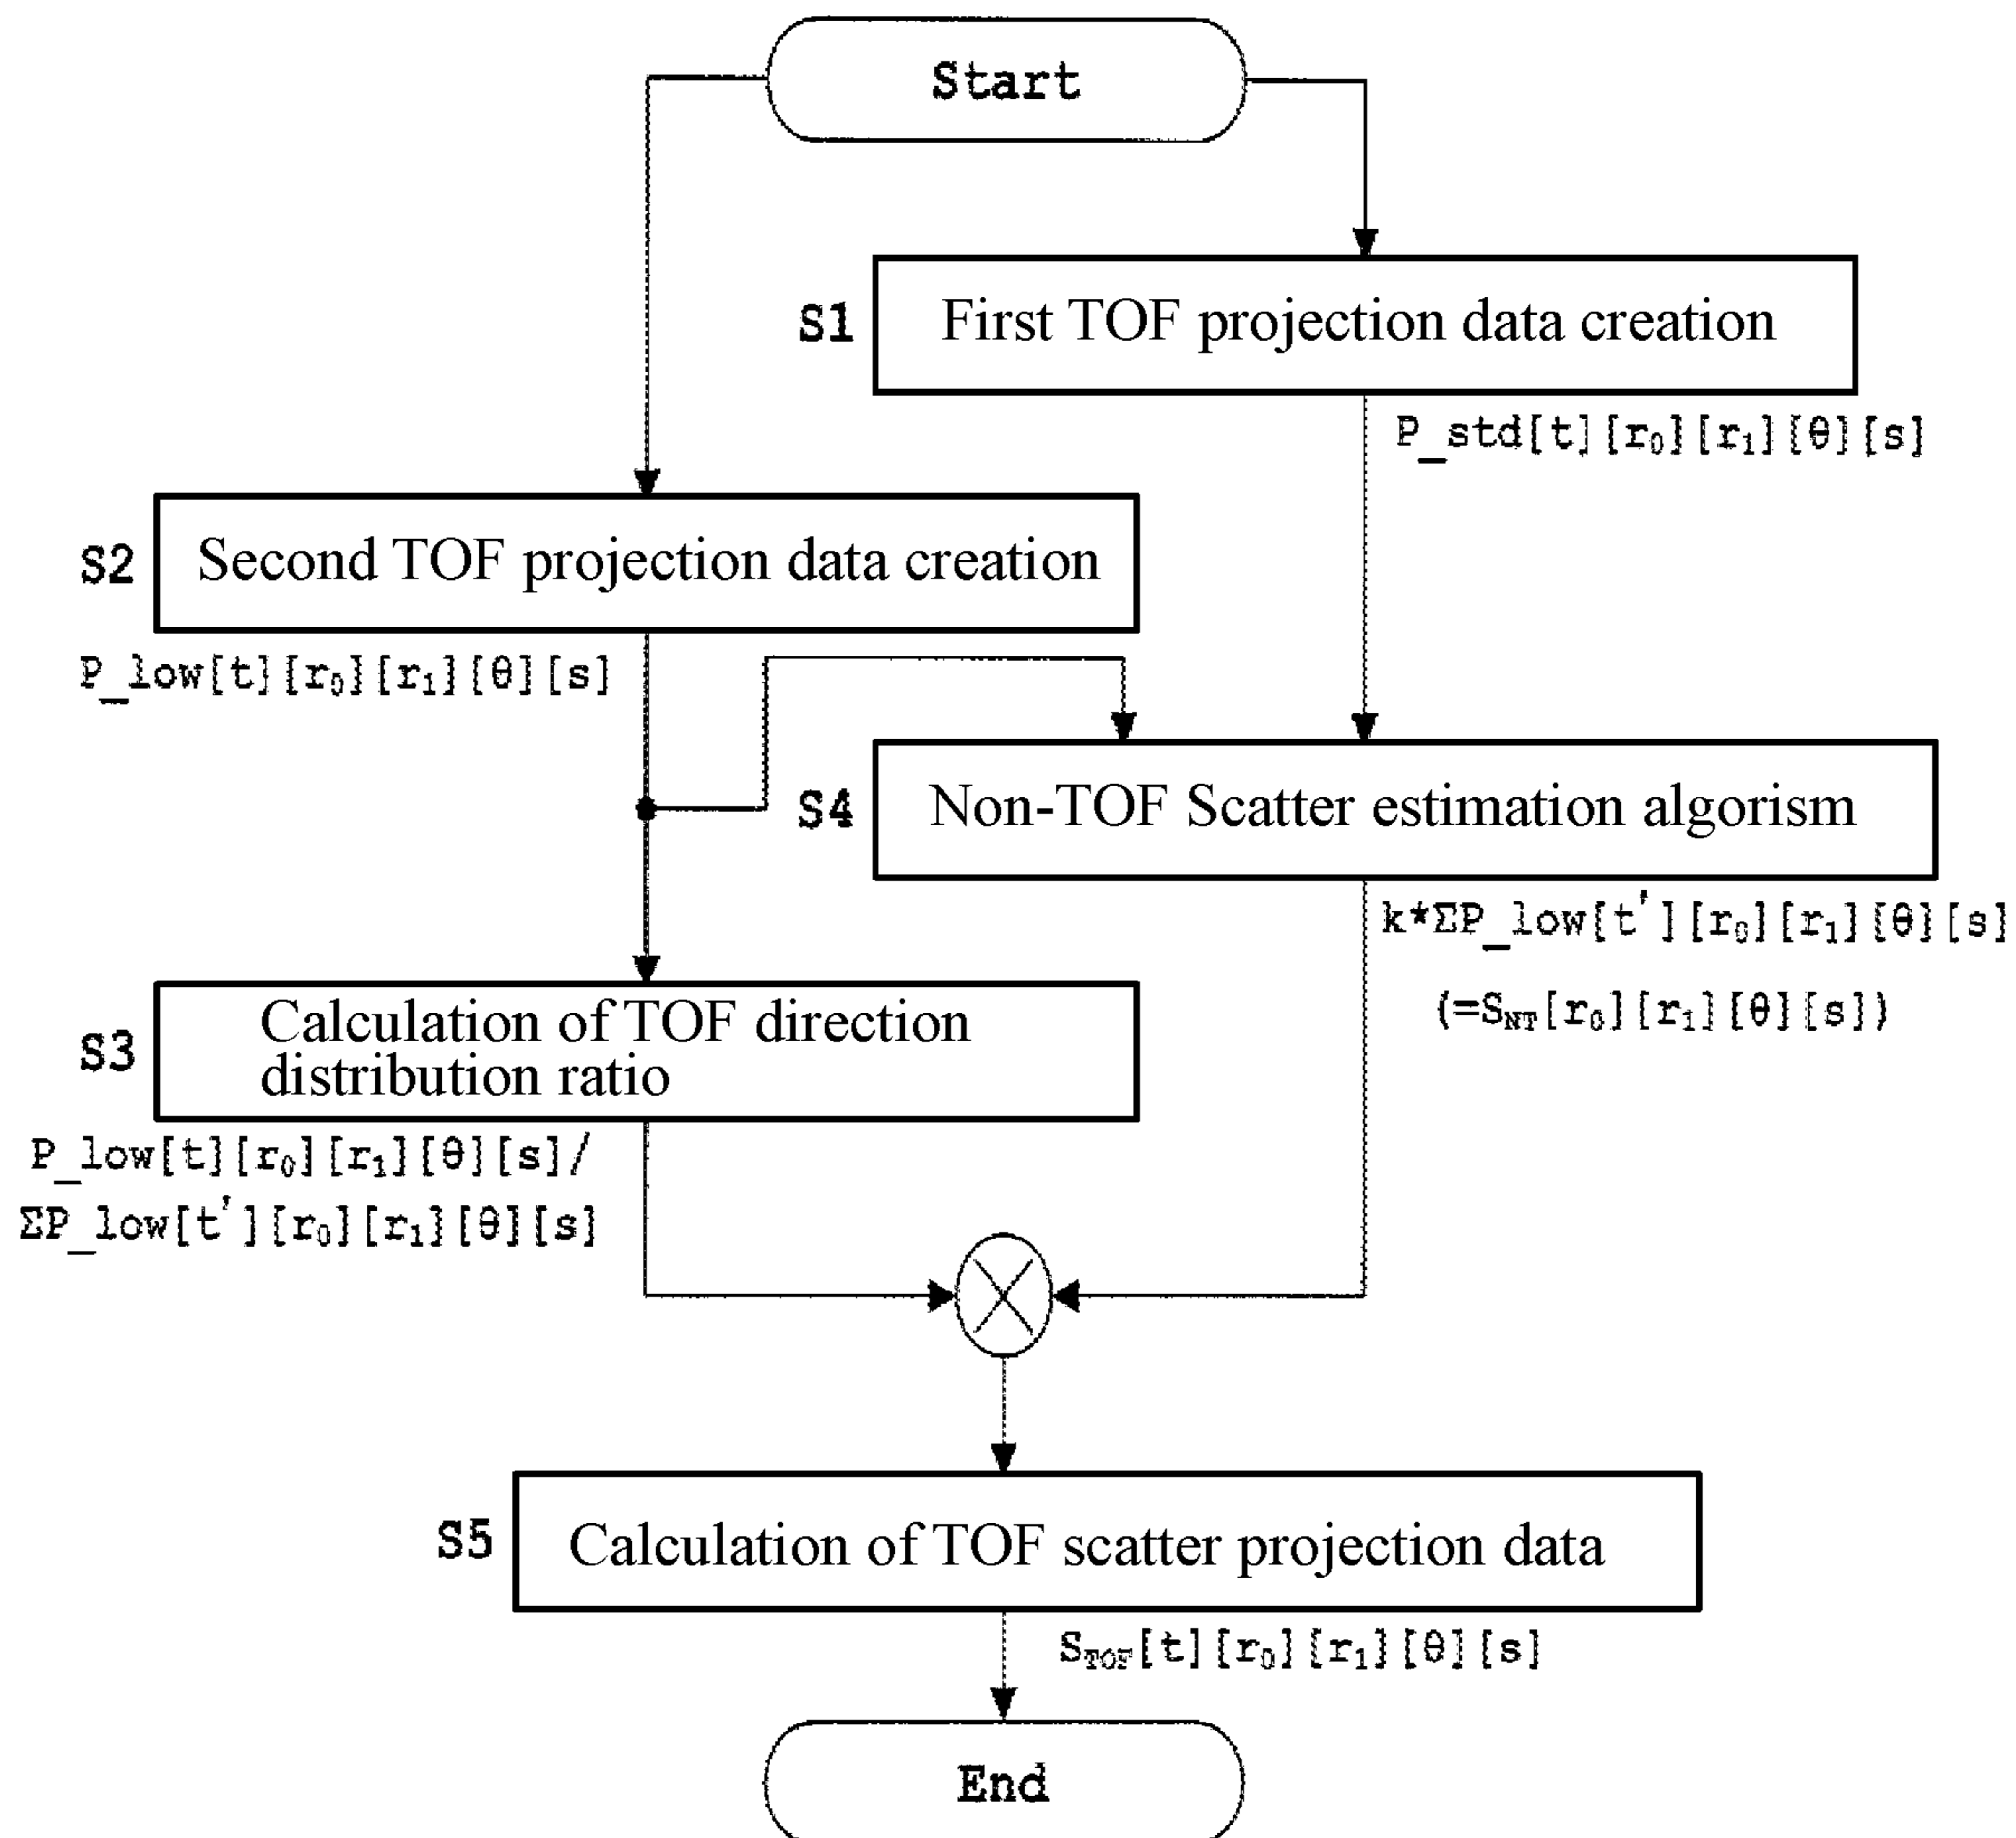 Start
S1
First TOF projection data creation
P_std[t][r₀][r₁][θ][s]
S2
Second TOF projection data creation
P_low[t][r₀][r₁][θ][s]
S4
Non-TOF Scatter estimation algorism
k*ΣP_low[t'][r₀][r₁][θ][s]
(=S_NT[r₀][r₁][θ][s])
S3
Calculation of TOF direction
distribution ratio
P_low[t][r₀][r₁][θ][s]/
ΣP_low[t'][r₀][r₁][θ][s]
S5
Calculation of TOF scatter projection data
S_TOF[t][r₀][r₁][θ][s]
End